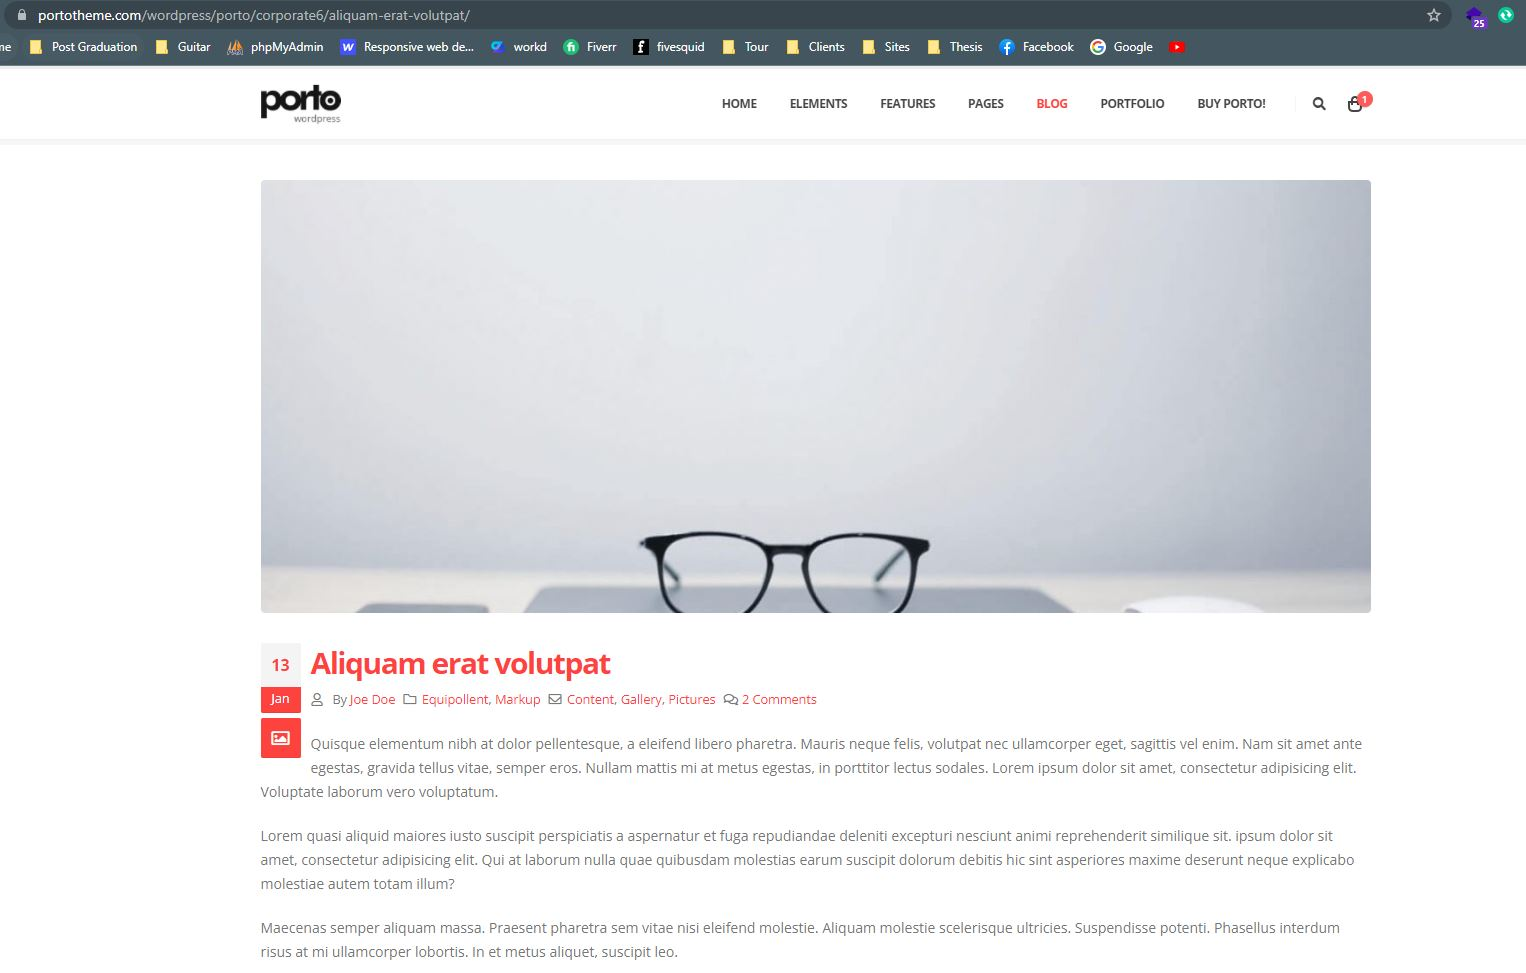 portotheme.com/wordpress/porto/corporate6/aliquam-erat-volutpat/
25
me Post Graduation Guitar phpMyAdmin Responsive web de... workd Fiverr fivesquid Tour Clients Sites Thesis Facebook Google
porto
wordpress
HOME ELEMENTS FEATURES PAGES BLOG PORTFOLIO BUY PORTO! 1
13
Jan
Aliquam erat volutpat
By Joe Doe Equipollent, Markup Content, Gallery, Pictures 2 Comments
Quisque elementum nibh at dolor pellentesque, a eleifend libero pharetra. Mauris neque felis, volutpat nec ullamcorper eget, sagittis vel enim. Nam sit amet ante
egestas, gravida tellus vitae, semper eros. Nullam mattis mi at metus egestas, in porttitor lectus sodales. Lorem ipsum dolor sit amet, consectetur adipisicing elit.
Voluptate laborum vero voluptatum.
Lorem quasi aliquid maiores iusto suscipit perspiciatis a aspernatur et fuga repudiandae deleniti excepturi nesciunt animi reprehenderit similique sit. ipsum dolor sit
amet, consectetur adipisicing elit. Qui at laborum nulla quae quibusdam molestias earum suscipit dolorum debitis hic sint asperiores maxime deserunt neque explicabo
molestiae autem totam illum?
Maecenas semper aliquam massa. Praesent pharetra sem vitae nisi eleifend molestie. Aliquam molestie scelerisque ultricies. Suspendisse potenti. Phasellus interdum
risus at mi ullamcorper lobortis. In et metus aliquet, suscipit leo.